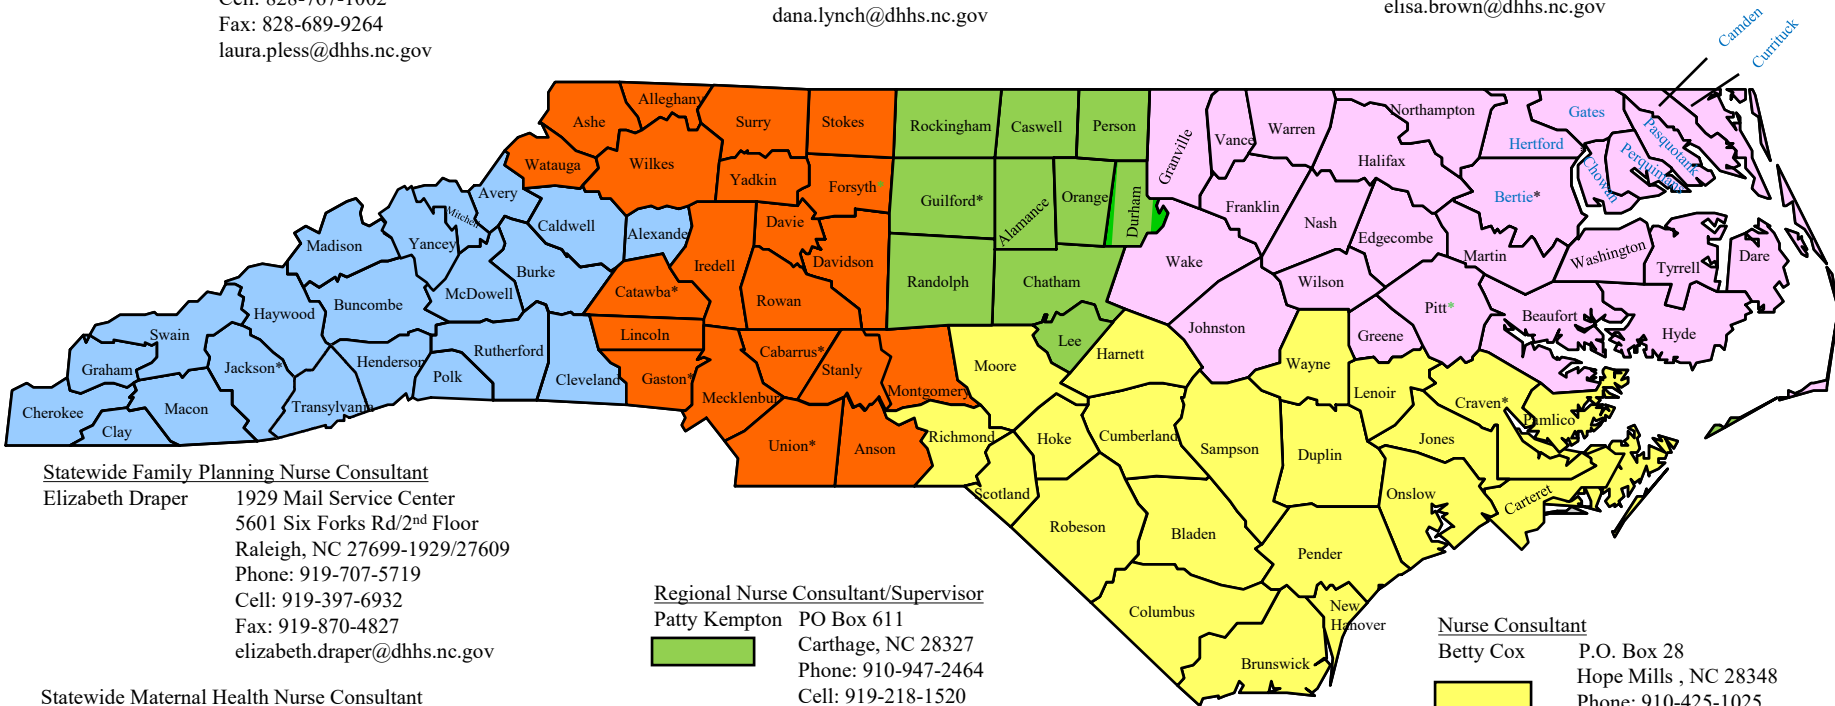 Cell: 828-767-1002
Fax: 828-689-9264
laura.pless@dhhs.nc.gov
dana.lynch@dhhs.nc.gov
elisa.brown@dhhs.nc.gov
Camden
Currituck
Ashe
Alleghany
Surry
Stokes
Rockingham
Caswell
Person
Granville
Vance
Warren
Northampton
Gates
Hertford
Pasquotank
Perquimans
Chowan
Bertie*
Halifax
Watauga
Wilkes
Yadkin
Forsyth*
Guilford*
Alamance
Orange
Durham
Franklin
Nash
Edgecombe
Martin
Washington
Tyrrell
Dare
Avery
Mitchell
Caldwell
Alexander
Davie
Davidson
Iredell
Madison
Yancey
Burke
McDowell
Buncombe
Catawba*
Rowan
Randolph
Chatham
Wake
Wilson
Pitt*
Beaufort
Hyde
Haywood
Swain
Graham
Jackson*
Henderson
Polk
Rutherford
Cleveland
Lincoln
Gaston*
Cabarrus*
Stanly
Montgomery
Moore
Lee
Harnett
Johnston
Greene
Wayne
Lenoir
Craven*
Pamlico
Cherokee
Macon
Clay
Transylvania
Mecklenburg
Union*
Anson
Richmond
Hoke
Cumberland
Sampson
Duplin
Jones
Onslow
Carteret
Scotland
Robeson
Bladen
Pender
Columbus
New
Hanover
Brunswick
Statewide Family Planning Nurse Consultant
Elizabeth Draper 1929 Mail Service Center
5601 Six Forks Rd/2nd Floor
Raleigh, NC 27699-1929/27609
Phone: 919-707-5719
Cell: 919-397-6932
Fax: 919-870-4827
elizabeth.draper@dhhs.nc.gov
Statewide Maternal Health Nurse Consultant
Regional Nurse Consultant/Supervisor
Patty Kempton PO Box 611
Carthage, NC 28327
Phone: 910-947-2464
Cell: 919-218-1520
Nurse Consultant
Betty Cox P.O. Box 28
Hope Mills , NC 28348
Phone: 910-425-1025